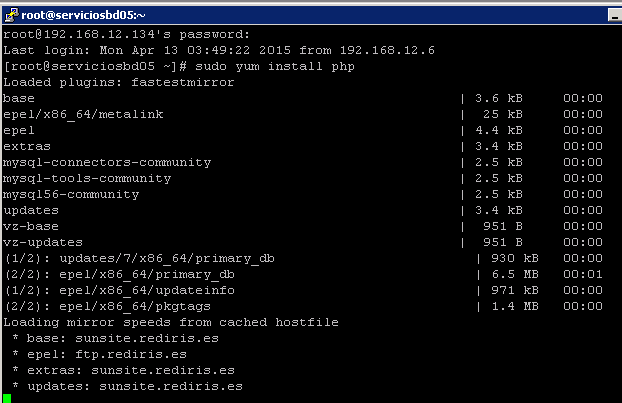 root@serviciosbd05:~
root@192.168.12.134's password:
Last login: Mon Apr 13 03:49:22 2015 from 192.168.12.6
[root@serviciosbd05 ~]# sudo yum install php
Loaded plugins: fastestmirror
base | 3.6 kB 00:00
epel/x86_64/metalink | 25 kB 00:00
epel | 4.4 kB 00:00
extras | 3.4 kB 00:00
mysql-connectors-community | 2.5 kB 00:00
mysql-tools-community | 2.5 kB 00:00
mysql56-community | 2.5 kB 00:00
updates | 3.4 kB 00:00
vz-base | 951 B 00:00
vz-updates | 951 B 00:00
(1/2): updates/7/x86_64/primary_db | 930 kB 00:00
(2/2): epel/x86_64/primary_db | 6.5 MB 00:01
(1/2): epel/x86_64/updateinfo | 971 kB 00:00
(2/2): epel/x86_64/pkgtags | 1.4 MB 00:00
Loading mirror speeds from cached hostfile
* base: sunsite.rediris.es
* epel: ftp.rediris.es
* extras: sunsite.rediris.es
* updates: sunsite.rediris.es